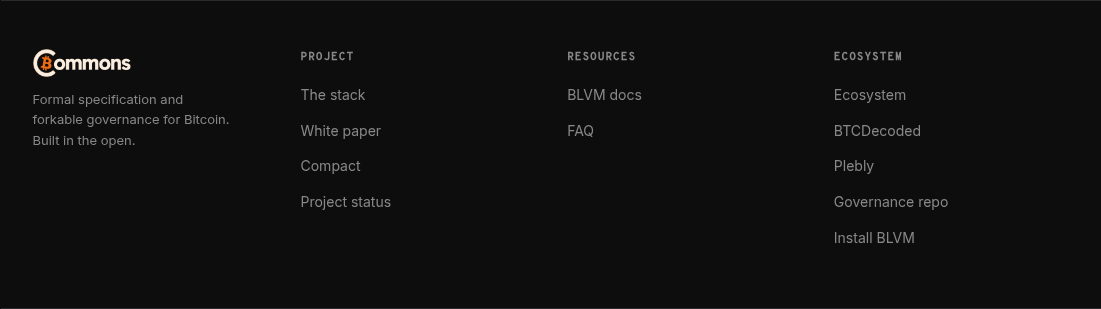 Commons
Formal specification and
forkable governance for Bitcoin.
Built in the open.
PROJECT
The stack
White paper
Compact
Project status
RESOURCES
BLVM docs
FAQ
ECOSYSTEM
Ecosystem
BTCDecoded
Plebly
Governance repo
Install BLVM